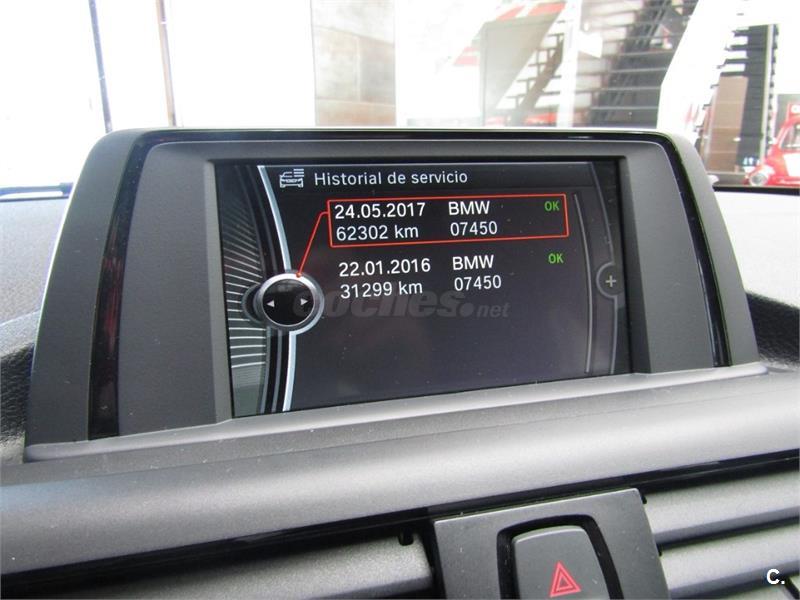 Historial de servicio
24.05.2017 BMW OK
62302 km 07450
22.01.2016 BMW OK
31299 km 07450
+
coches.net
C.